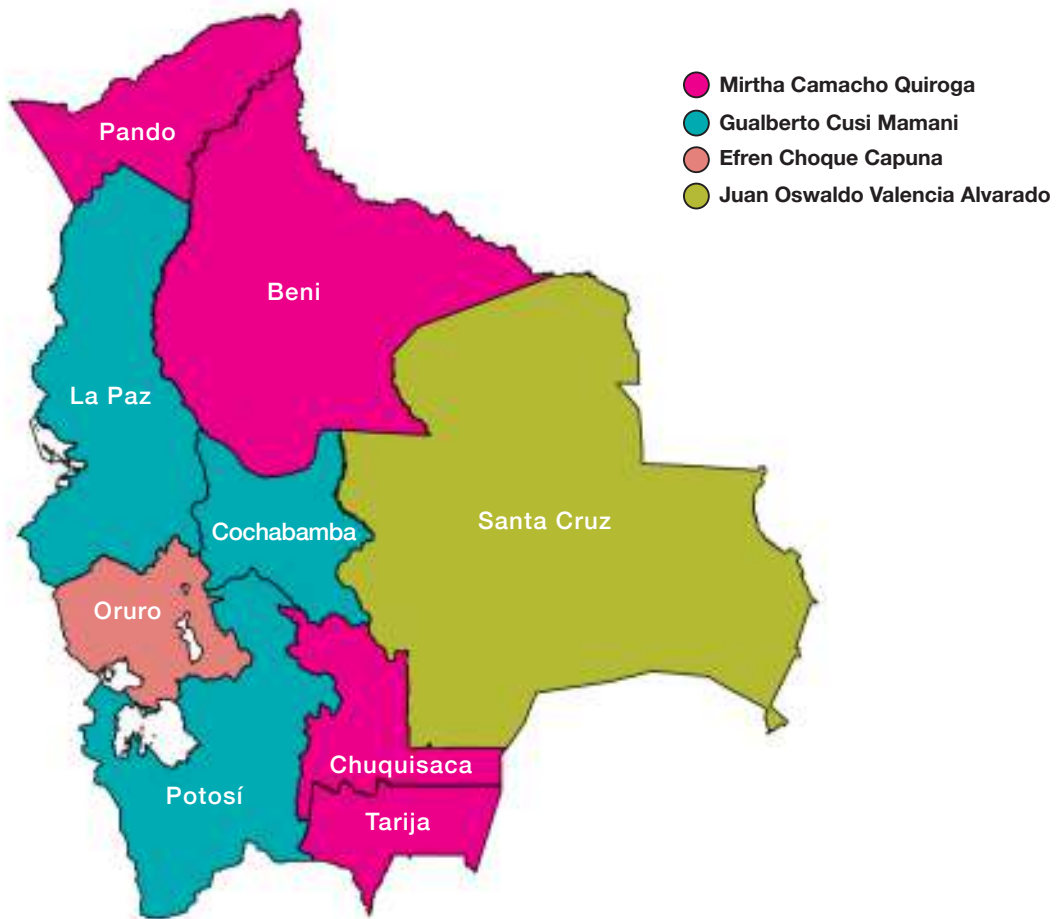 Mirtha Camacho Quiroga
Gualberto Cusi Mamani
Efren Choque Capuna
Juan Oswaldo Valencia Alvarado
Pando
Beni
La Paz
Santa Cruz
Cochabamba
Oruro
Chuquisaca
Potosí
Tarija